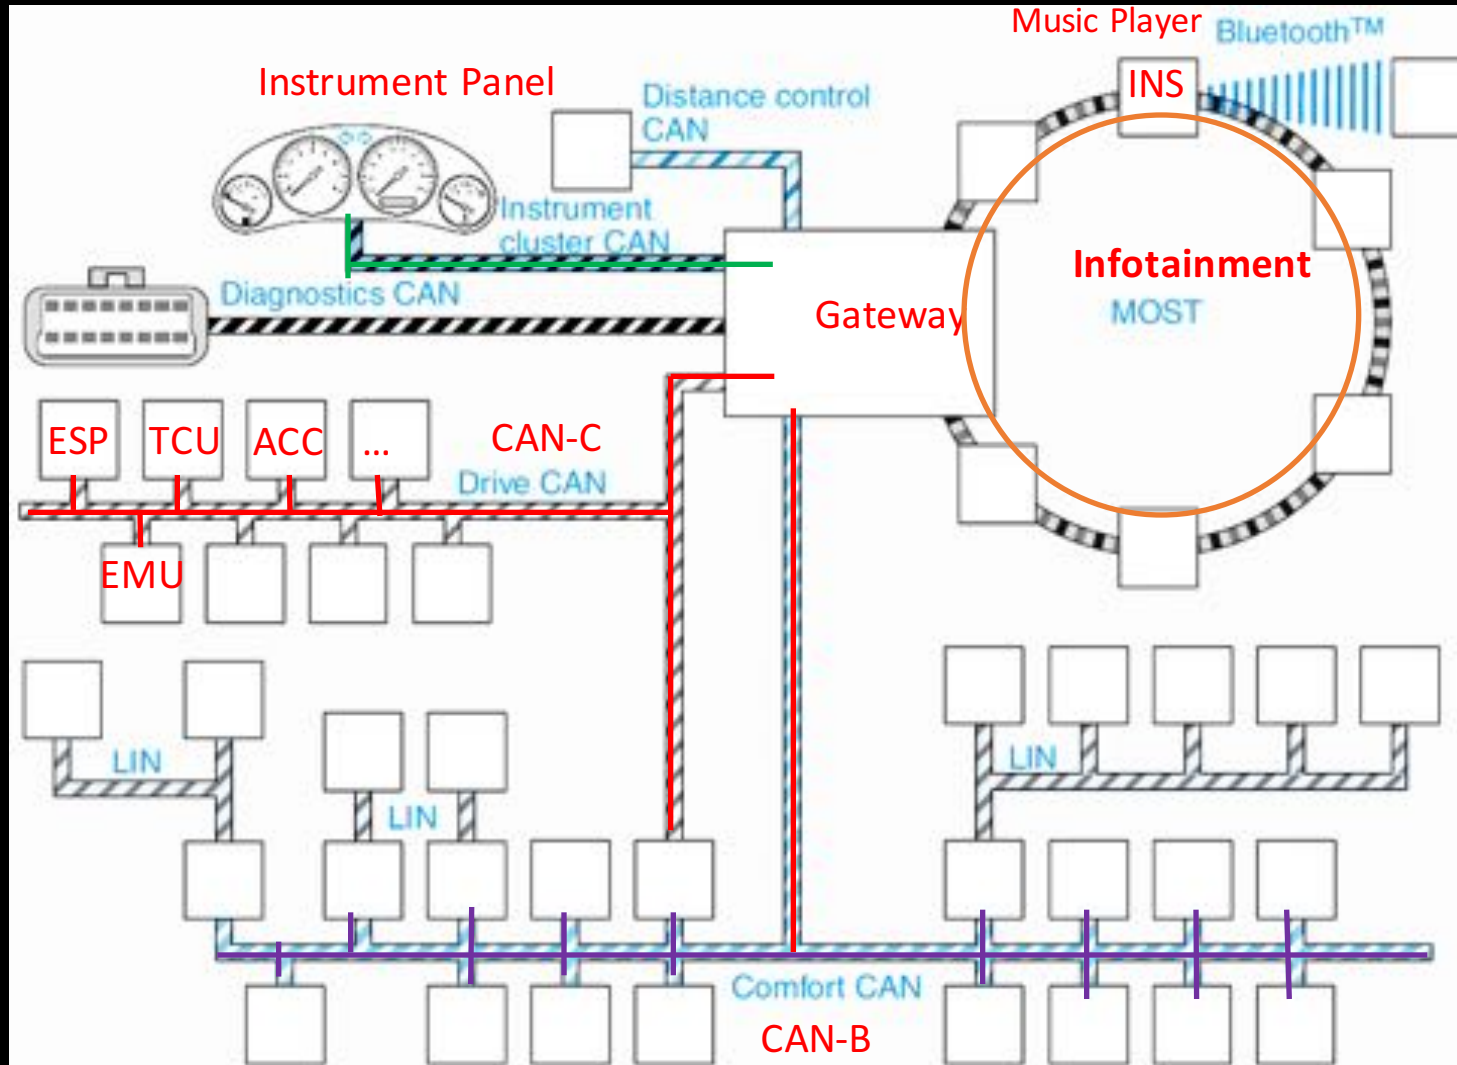 Music Player
Bluetooth™
Instrument Panel
INS
Distance control
CAN
Instrument
cluster CAN
Infotainment
Diagnostics CAN
Gateway
MOST
ESP
TCU
ACC
...
CAN-C
Drive CAN
EMU
LIN
LIN
LIN
Comfort CAN
CAN-B